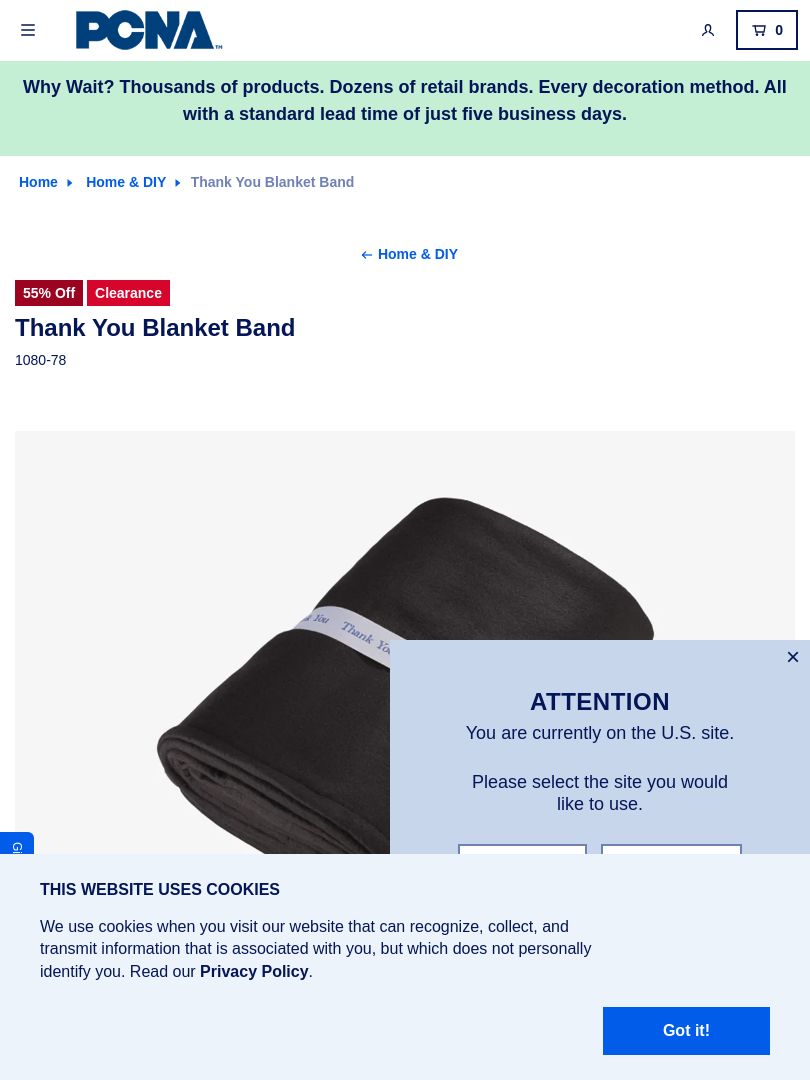 PCNA™
0
Why Wait? Thousands of products. Dozens of retail brands. Every decoration method. All
with a standard lead time of just five business days.
Home Home & DIY Thank You Blanket Band
Home & DIY
55% Off Clearance
Thank You Blanket Band
1080-78
You Thank You
ATTENTION
You are currently on the U.S. site.
Please select the site you would
like to use.
THIS WEBSITE USES COOKIES
We use cookies when you visit our website that can recognize, collect, and
transmit information that is associated with you, but which does not personally
identify you. Read our Privacy Policy.
Got it!